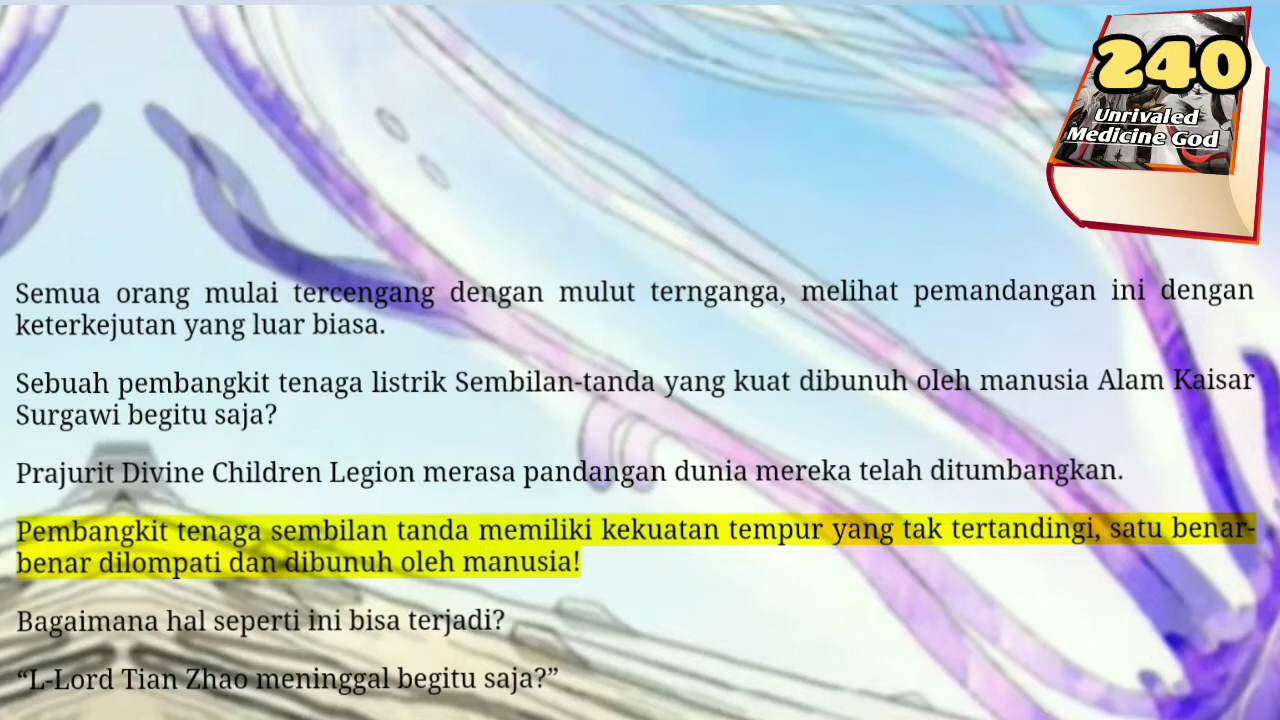 240
Unrivaled
Medicine God
Semua orang mulai tercengang dengan mulut ternganga, melihat pemandangan ini dengan
keterkejutan yang luar biasa.
Sebuah pembangkit tenaga listrik Sembilan-tanda yang kuat dibunuh oleh manusia Alam Kaisar
Surgawi begitu saja?
Prajurit Divine Children Legion merasa pandangan dunia mereka telah ditumbangkan.
Pembangkit tenaga sembilan tanda memiliki kekuatan tempur yang tak tertandingi, satu benar-
benar dilompati dan dibunuh oleh manusia!
Bagaimana hal seperti ini bisa terjadi?
“L-Lord Tian Zhao meninggal begitu saja?”